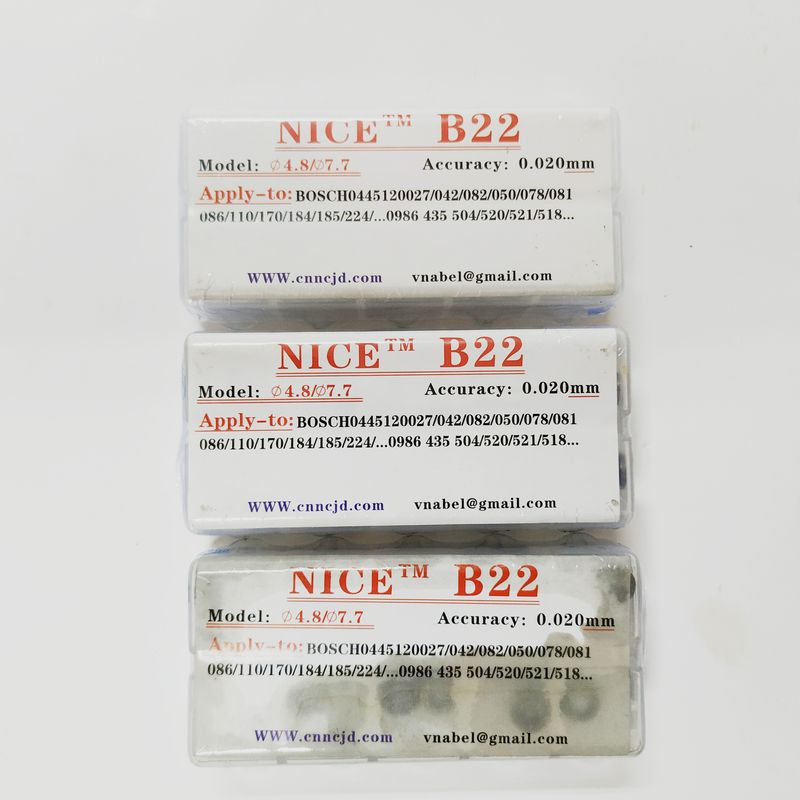 NICE™ B22
Model: ∅4.8/∅7.7 Accuracy: 0.020mm
Apply-to: BOSCH0445120027/042/082/050/078/081
086/110/170/184/185/224/...0986 435 504/520/521/518...
WWW.cnncjd.com vnabel@gmail.com
NICE™ B22
Model: ∅4.8/∅7.7 Accuracy: 0.020mm
Apply-to: BOSCH0445120027/042/082/050/078/081
086/110/170/184/185/224/...0986 435 504/520/521/518...
WWW.cnncjd.com vnabel@gmail.com
NICE™ B22
Model: ∅4.8/∅7.7 Accuracy: 0.020mm
Apply-to: BOSCH0445120027/042/082/050/078/081
086/110/170/184/185/224/...0986 435 504/520/521/518...
WWW.cnncjd.com vnabel@gmail.com